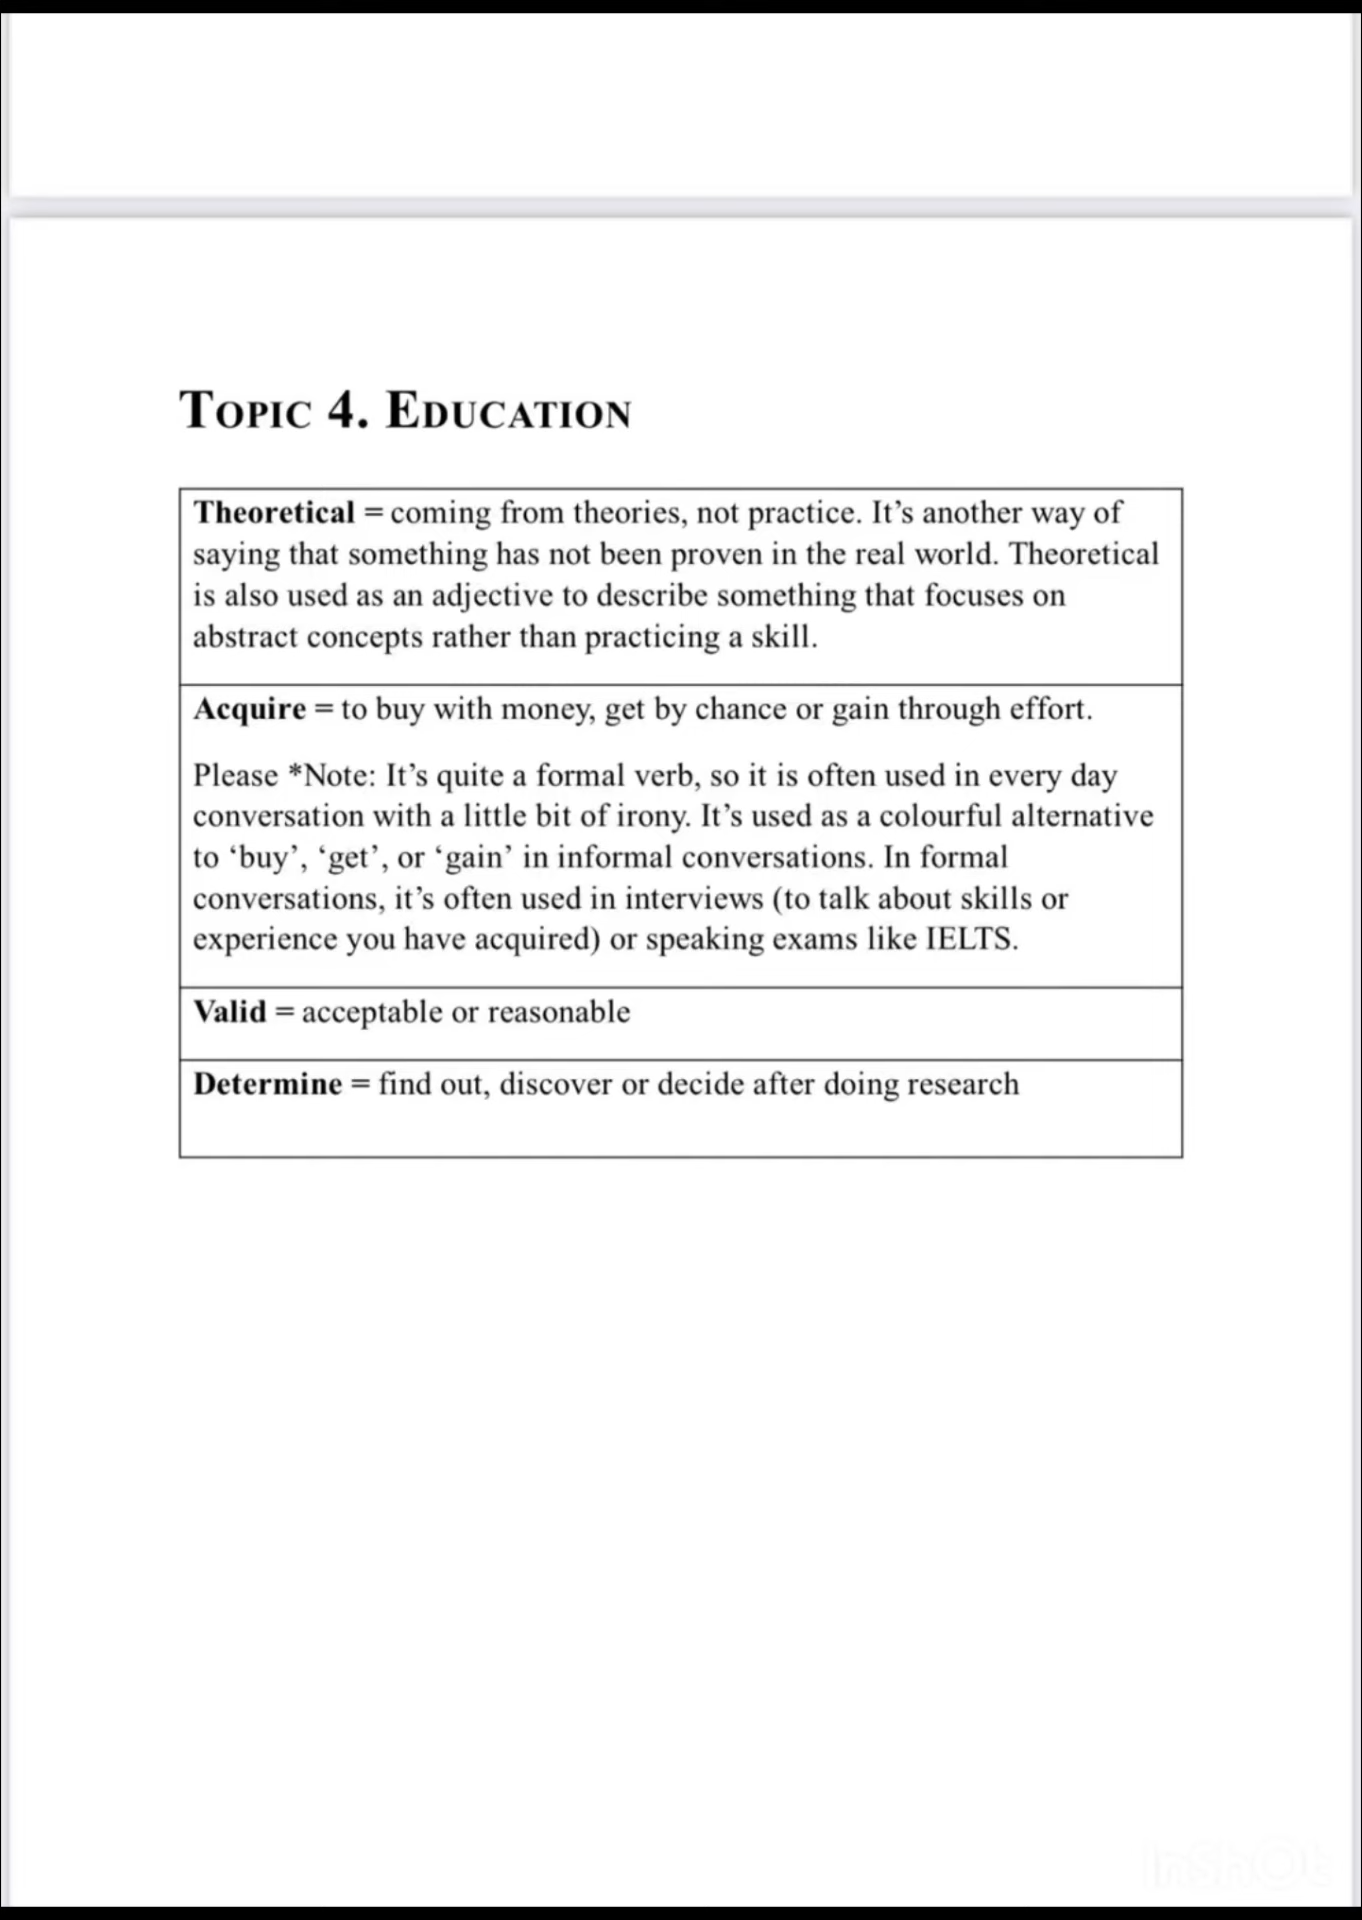 TOPIC 4. EDUCATION
Theoretical = coming from theories, not practice. It’s another way of
saying that something has not been proven in the real world. Theoretical
is also used as an adjective to describe something that focuses on
abstract concepts rather than practicing a skill.
Acquire = to buy with money, get by chance or gain through effort.
Please *Note: It’s quite a formal verb, so it is often used in every day
conversation with a little bit of irony. It’s used as a colourful alternative
to ‘buy’, ‘get’, or ‘gain’ in informal conversations. In formal
conversations, it’s often used in interviews (to talk about skills or
experience you have acquired) or speaking exams like IELTS.
Valid = acceptable or reasonable
Determine = find out, discover or decide after doing research
InShOt